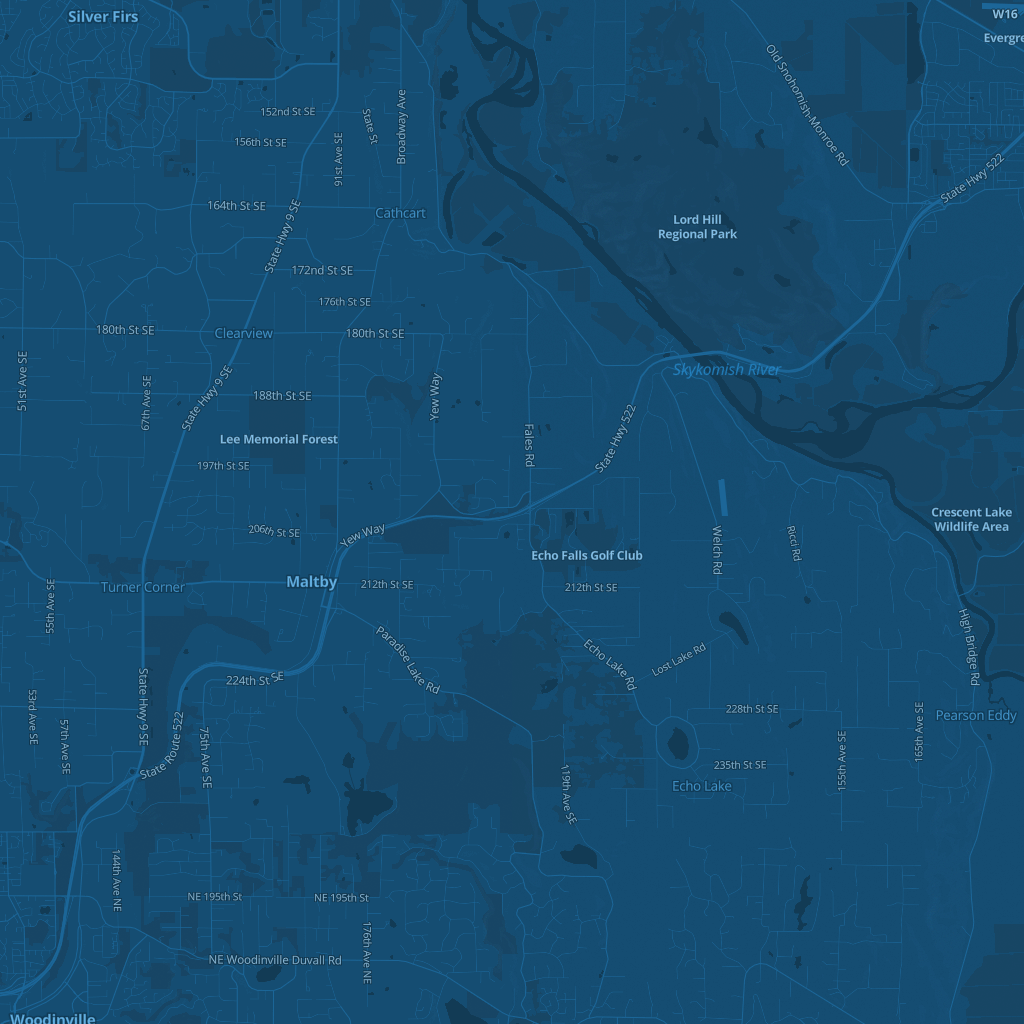 Silver Firs
W16
Evergre
Old Snohomish-Monroe Rd
152nd St SE
State St
Broadway Ave
156th St SE
91st Ave SE
State Hwy 522
164th St SE
Cathcart
State Hwy 9 SE
Lord Hill
Regional Park
172nd St SE
176th St SE
180th St SE
Clearview
180th St SE
51st Ave SE
67th Ave SE
State Hwy 9 SE
188th St SE
Yew Way
Skykomish River
Lee Memorial Forest
Fales Rd
State Hwy 522
197th St SE
Crescent Lake
Wildlife Area
206th St SE
Yew Way
Welch Rd
Ricci Rd
Echo Falls Golf Club
Turner Corner
Maltby
212th St SE
212th St SE
55th Ave SE
High Bridge Rd
Paradise Lake Rd
Echo Lake Rd
Lost Lake Rd
224th St SE
State Hwy 9 SE
53rd Ave SE
57th Ave SE
State Route 522
75th Ave SE
228th St SE
165th Ave SE
Pearson Eddy
155th Ave SE
235th St SE
Echo Lake
119th Ave SE
144th Ave NE
NE 195th St
NE 195th St
176th Ave NE
NE Woodinville Duvall Rd
Woodinville